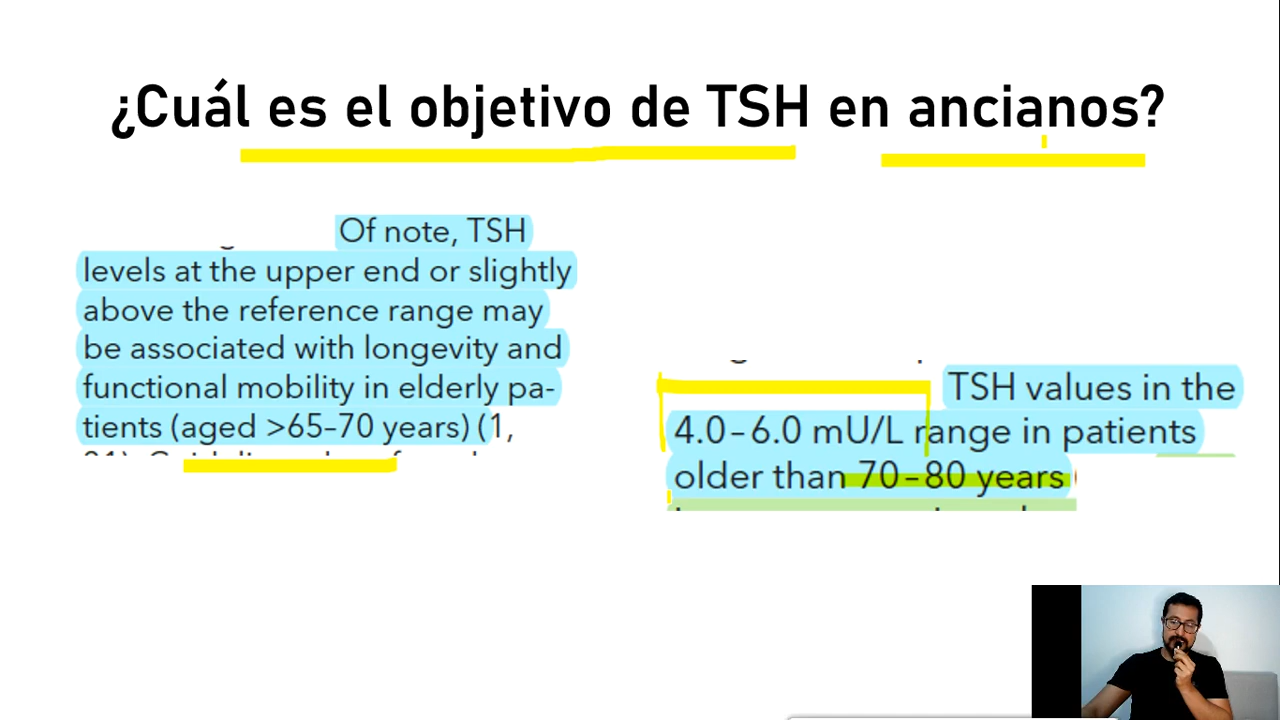 ¿Cuál es el objetivo de TSH en ancianos?
Of note, TSH
levels at the upper end or slightly
above the reference range may
be associated with longevity and
functional mobility in elderly pa-
tients (aged >65–70 years) (1,
TSH values in the
4.0–6.0 mU/L range in patients
older than 70–80 years